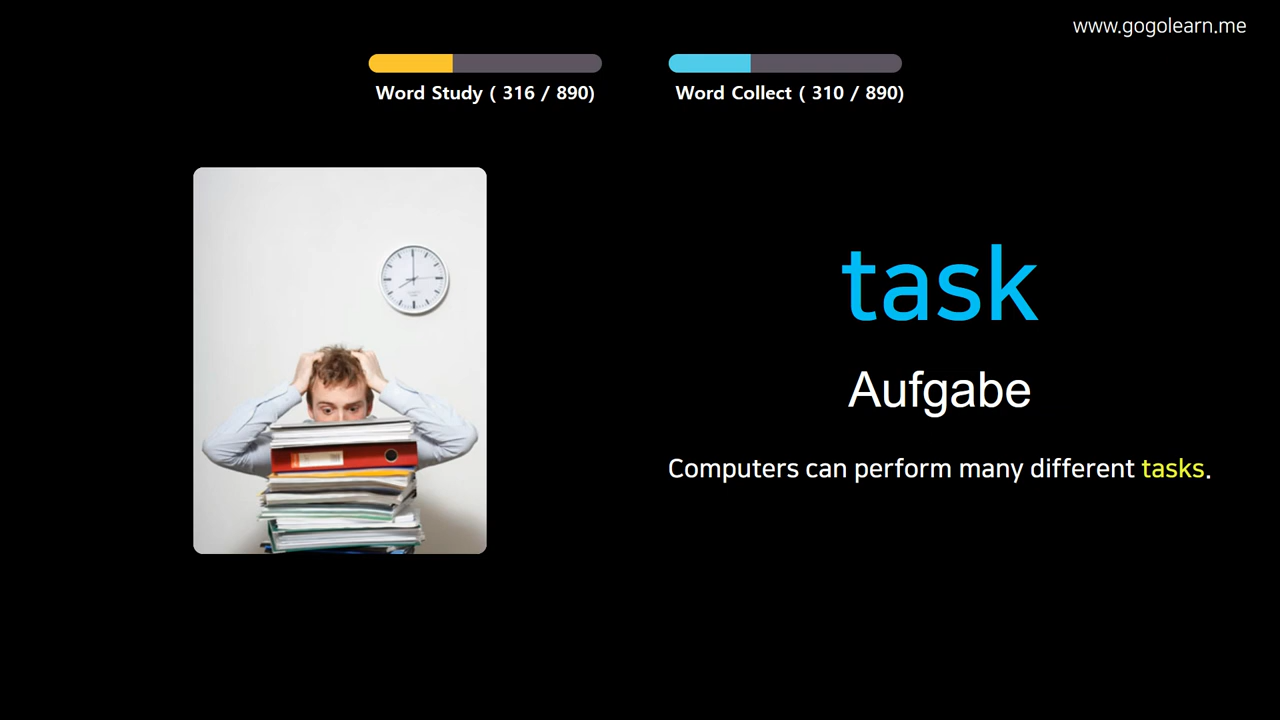 www.gogolearn.me
Word Study ( 316 / 890)
Word Collect ( 310 / 890)
task
Aufgabe
Computers can perform many different tasks.